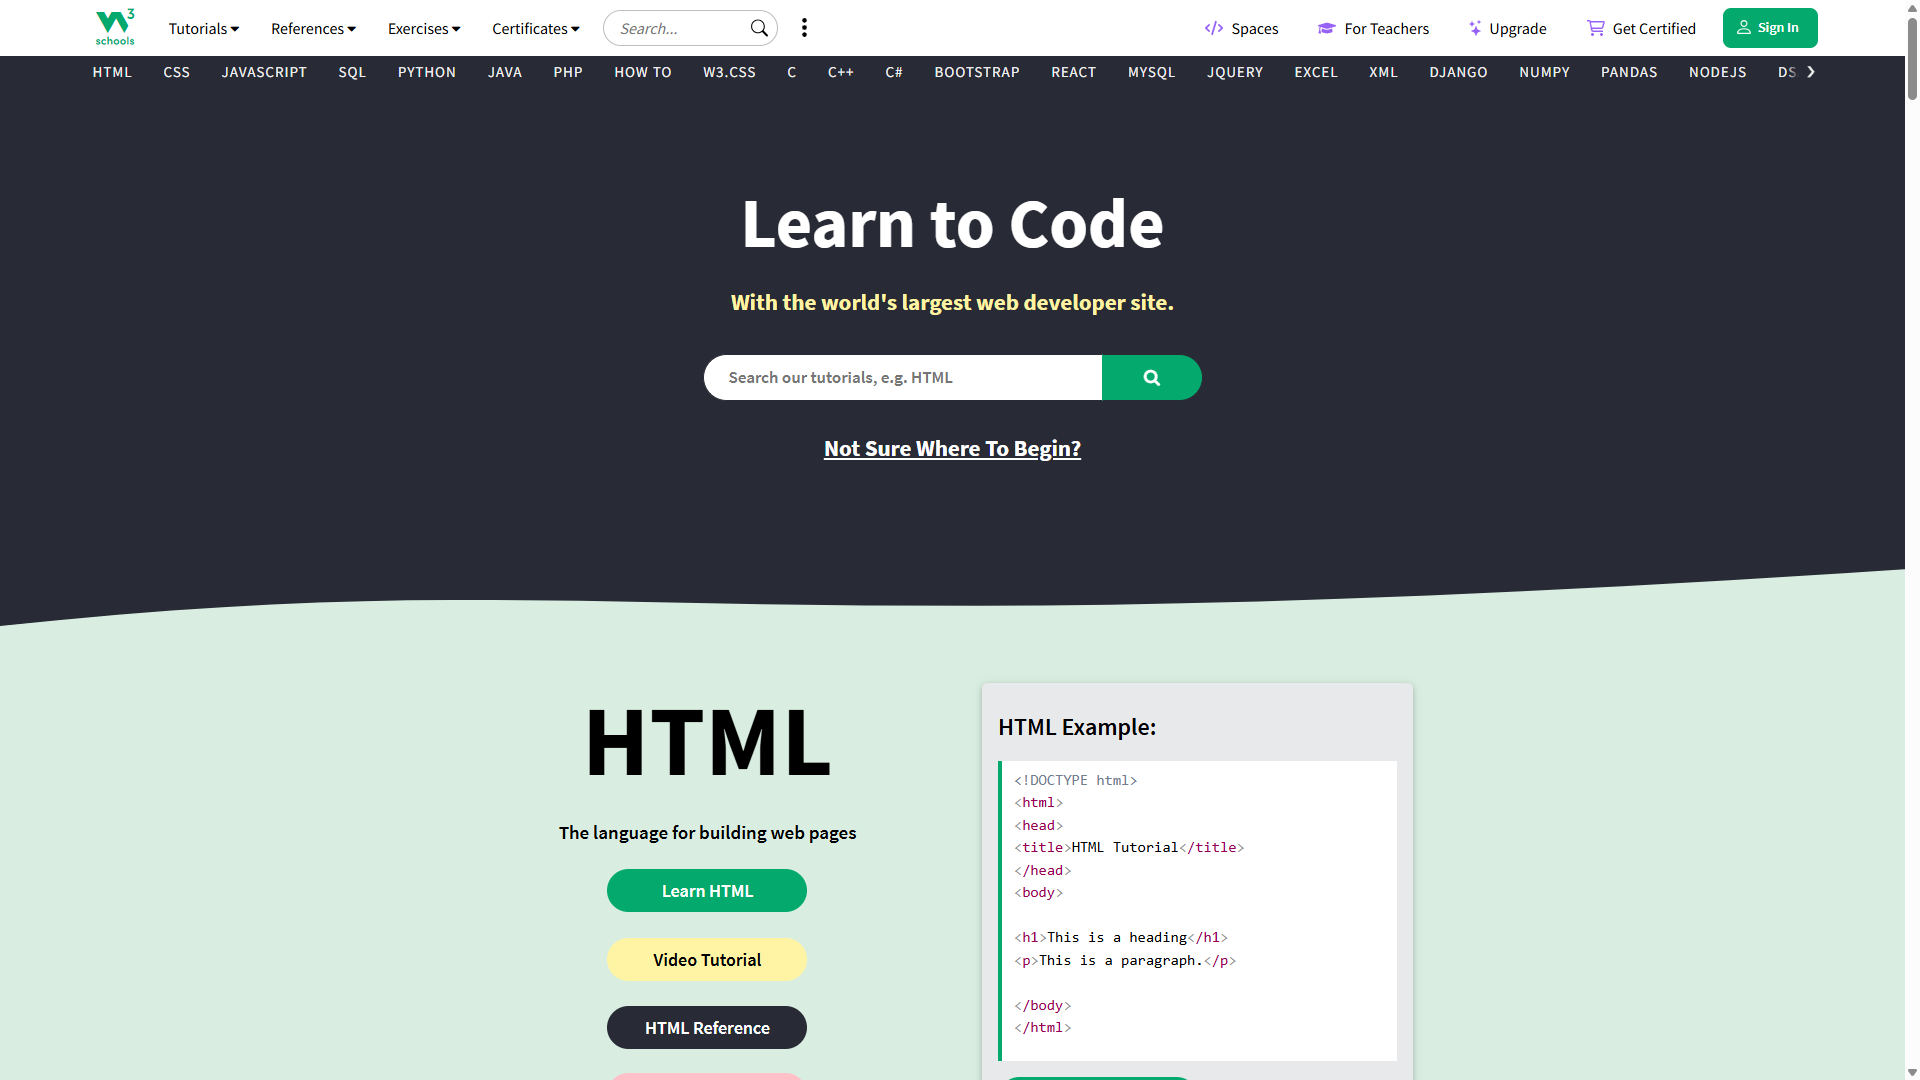 W3 schools
Tutorials References Exercises Certificates Search... Spaces For Teachers Upgrade Get Certified Sign In
HTML CSS JAVASCRIPT SQL PYTHON JAVA PHP HOW TO W3.CSS C C++ C# BOOTSTRAP REACT MYSQL JQUERY EXCEL XML DJANGO NUMPY PANDAS NODEJS DS
Learn to Code
With the world's largest web developer site.
Search our tutorials, e.g. HTML
Not Sure Where To Begin?
HTML
The language for building web pages
Learn HTML
Video Tutorial
HTML Reference
HTML Example:
<!DOCTYPE html>
<html>
<head>
<title>HTML Tutorial</title>
</head>
<body>
<h1>This is a heading</h1>
<p>This is a paragraph.</p>
</body>
</html>